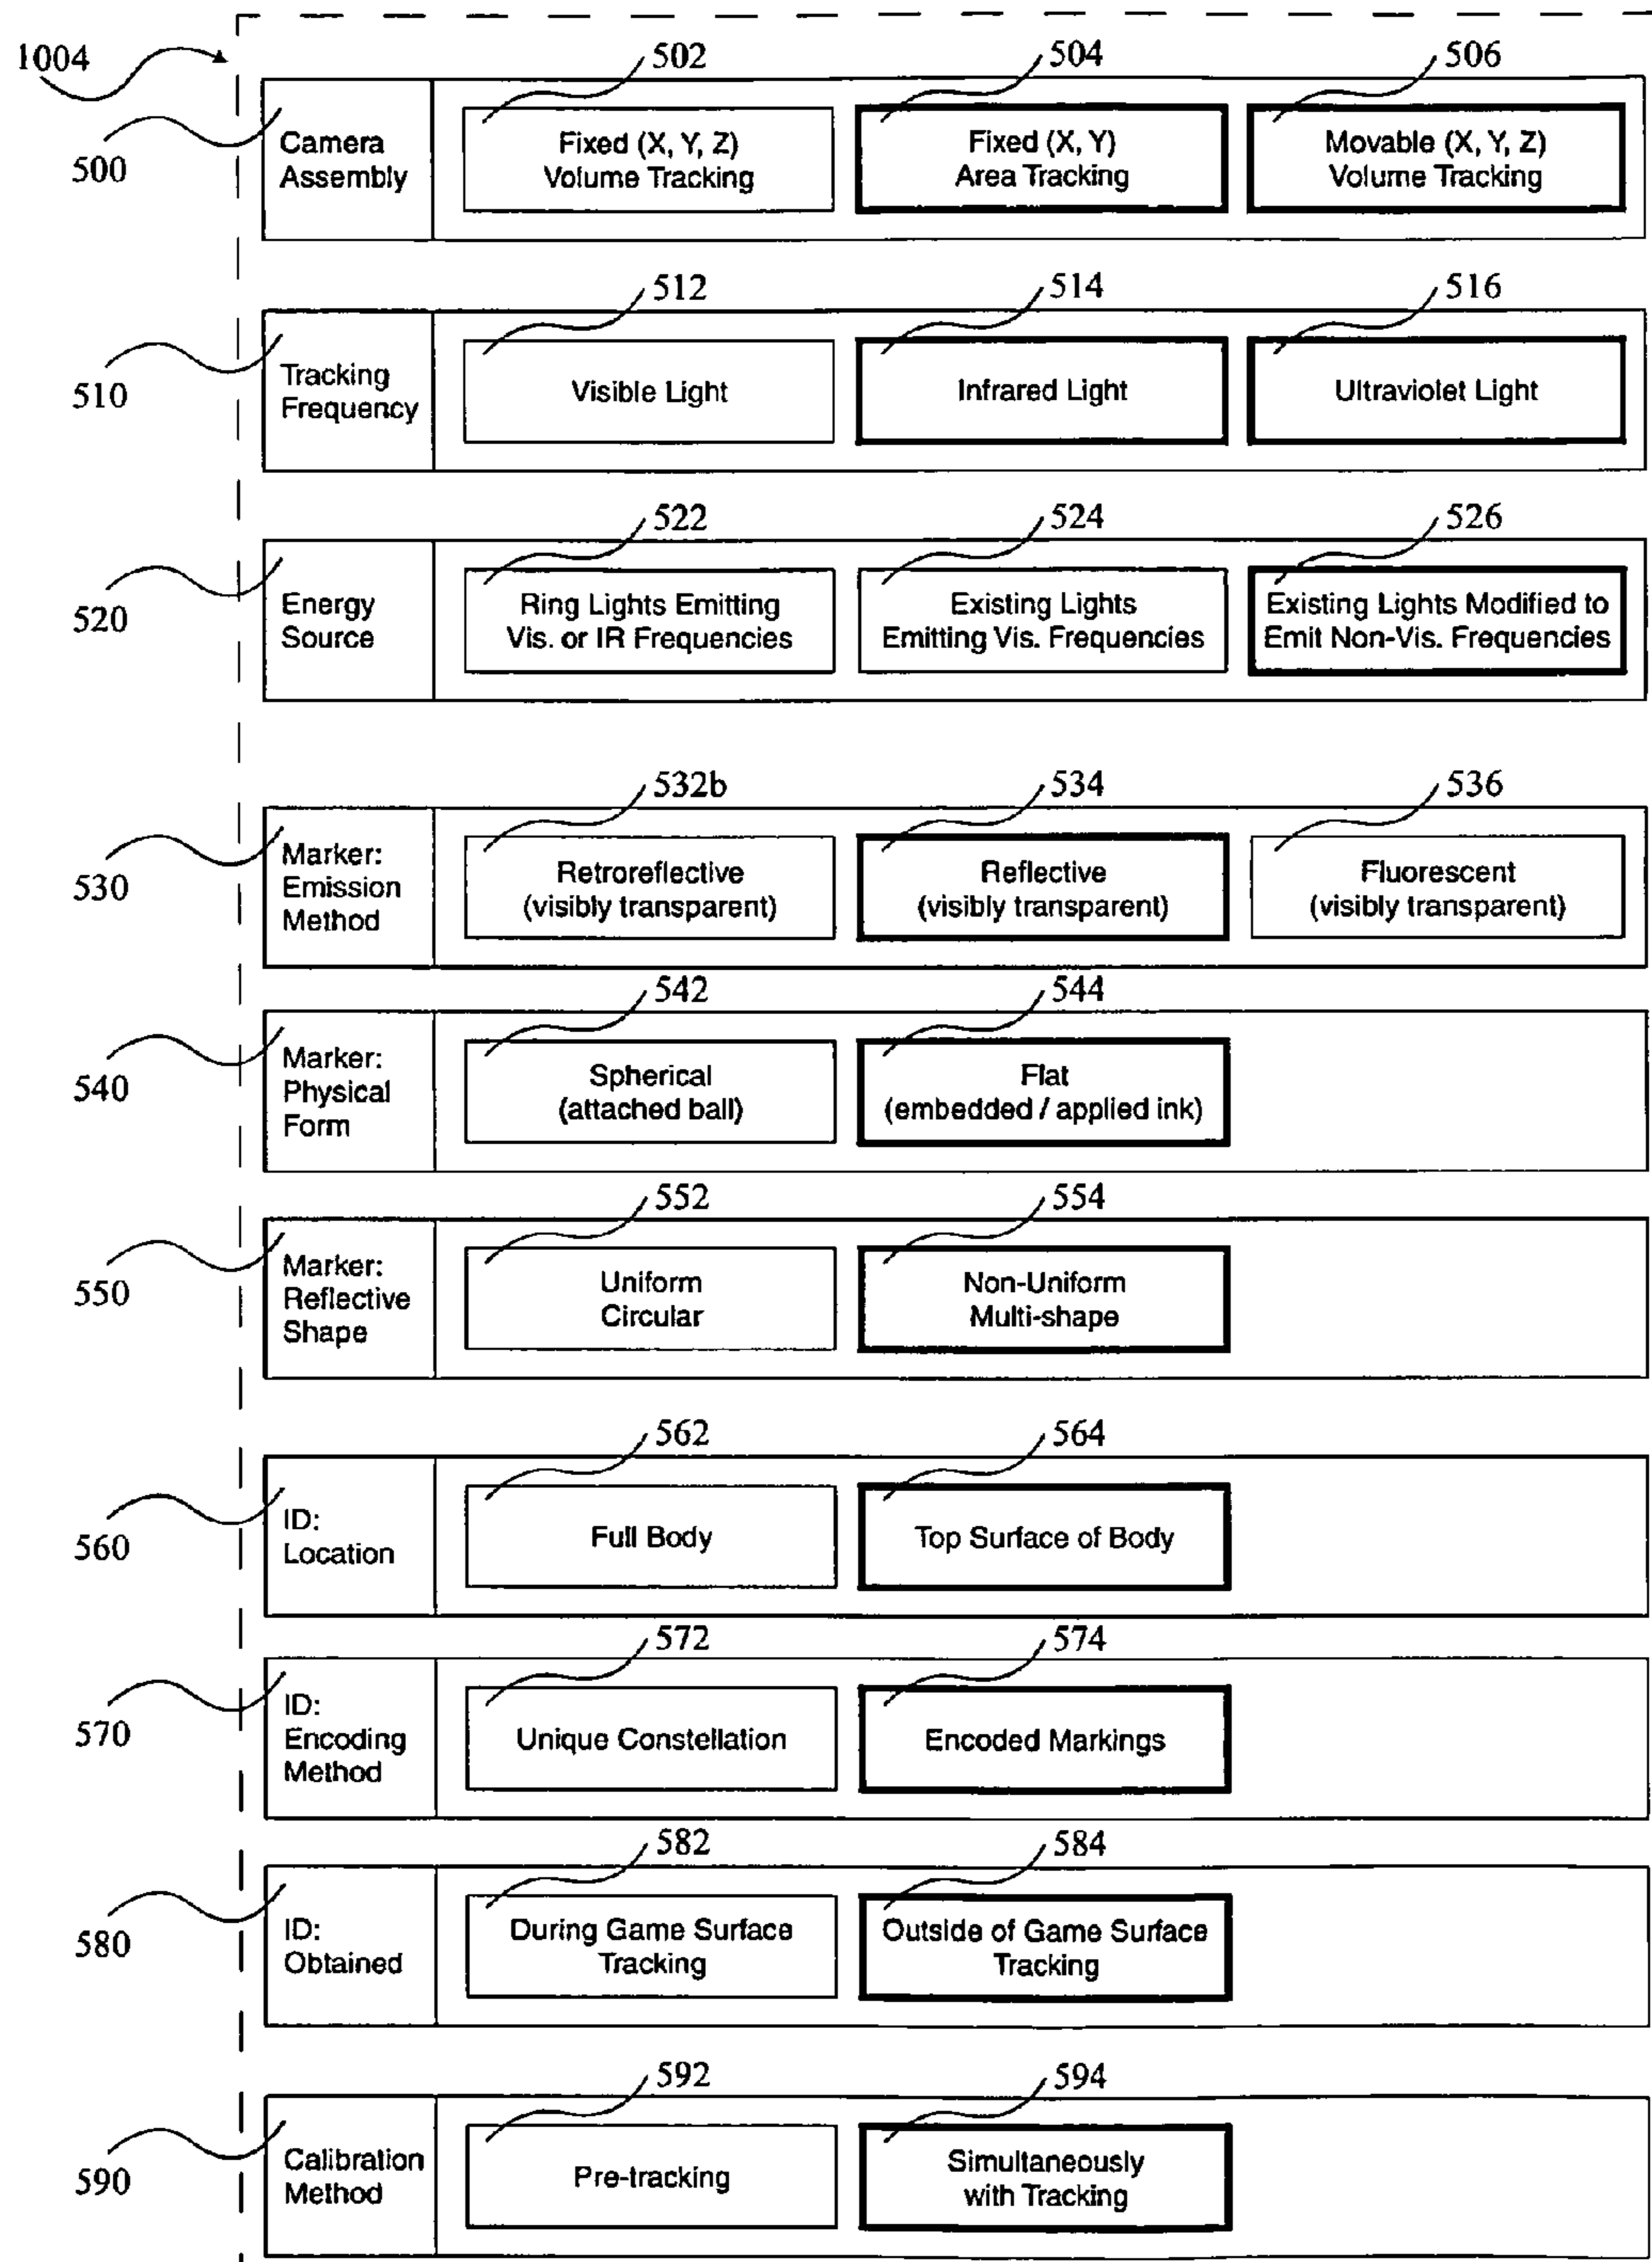 1004
502
504
506
500
Camera
Assembly
Fixed (X, Y, Z)
Volume Tracking
Fixed (X, Y)
Area Tracking
Movable (X, Y, Z)
Volume Tracking
512
514
516
510
Tracking
Frequency
Visible Light
Infrared Light
Ultraviolet Light
522
524
526
520
Energy
Source
Ring Lights Emitting
Vis. or IR Frequencies
Existing Lights
Emitting Vis. Frequencies
Existing Lights Modified to
Emit Non-Vis. Frequencies
532b
534
536
530
Marker:
Emission
Method
Retroreflective
(visibly transparent)
Reflective
(visibly transparent)
Fluorescent
(visibly transparent)
542
544
540
Marker:
Physical
Form
Spherical
(attached ball)
Flat
(embedded / applied ink)
552
554
550
Marker:
Reflective
Shape
Uniform
Circular
Non-Uniform
Multi-shape
562
564
560
ID:
Location
Full Body
Top Surface of Body
572
574
570
ID:
Encoding
Method
Unique Constellation
Encoded Markings
582
584
580
ID:
Obtained
During Game Surface
Tracking
Outside of Game Surface
Tracking
592
594
590
Calibration
Method
Pre-tracking
Simultaneously
with Tracking